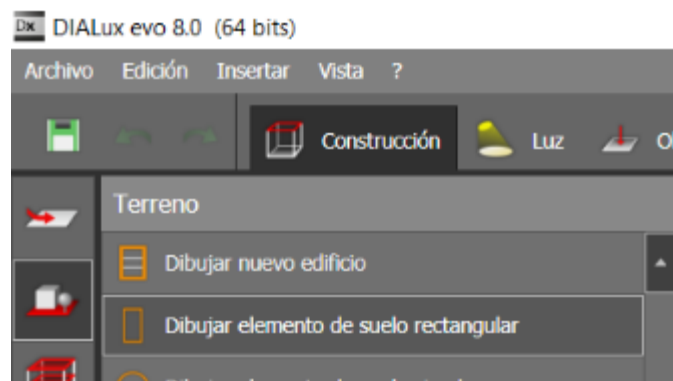 DIALux evo 8.0 (64 bits)
Archivo Edición Insertar Vista ?
Construcción Luz
Terreno
Dibujar nuevo edificio
Dibujar elemento de suelo rectangular